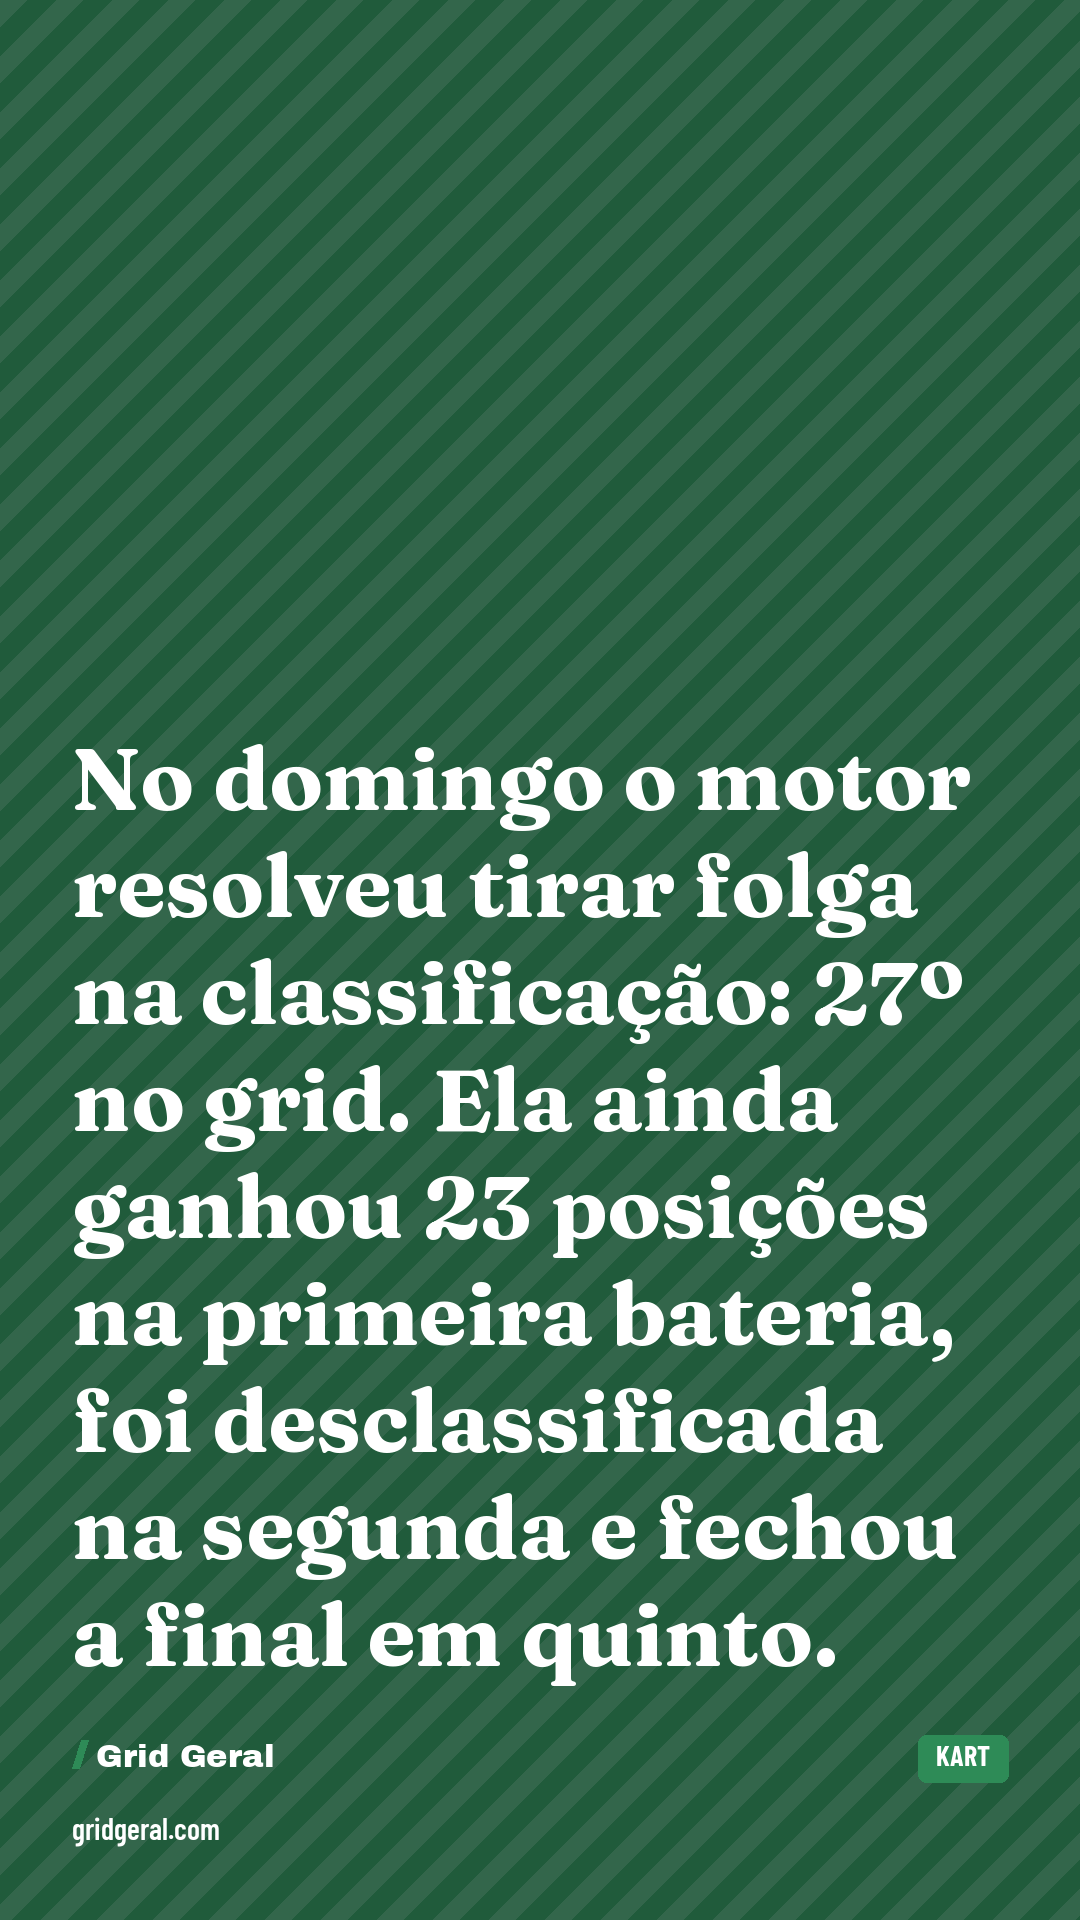 No domingo o motor
resolveu tirar folga
na classificação: 27º
no grid. Ela ainda
ganhou 23 posições
na primeira bateria,
foi desclassificada
na segunda e fechou
a final em quinto.
/ Grid Geral
KART
gridgeral.com